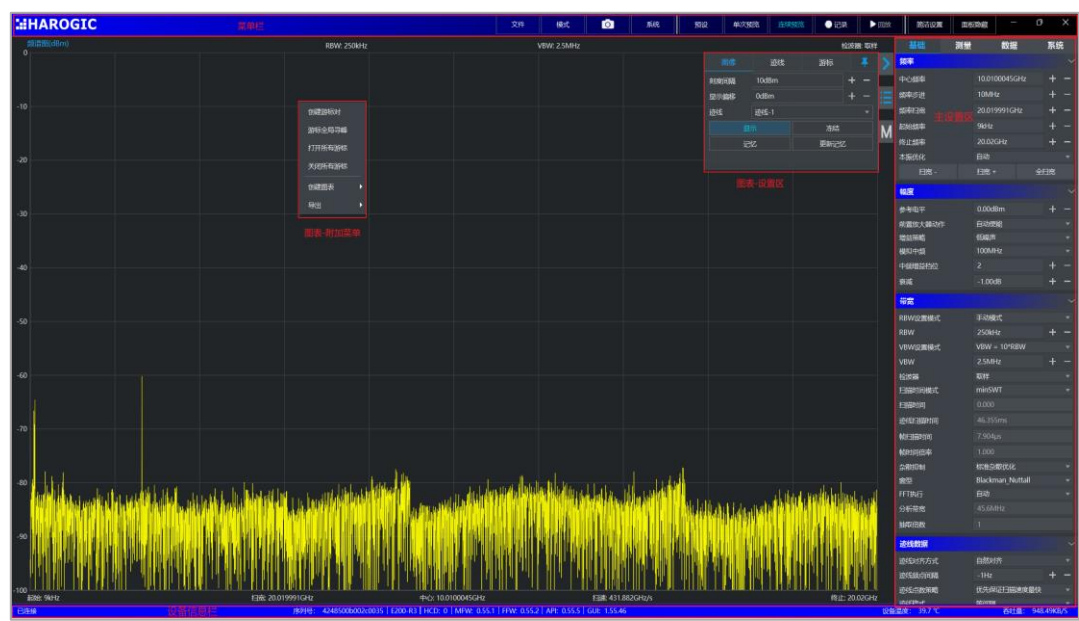 HAROGIC 菜单栏 文件 模式 系统 预设 单次预览 连续预览 记录 回放 测洁设置 面板隐藏
频谱图(dBm) RBW: 250kHz VBW: 2.5MHz 检波器: 取样
0
-10
-20
-30
-40
-50
-60
-70
-80
-90
-100
创建游标对
游标全局寻峰
打开所有游标
关闭所有游标
创建图表
导出
图表-附加菜单
图像 迹线 游标
刻度间隔 10dBm
显示偏移 0dBm
迹线 迹线-1
显示 冻结
记忆 更新记忆
图表-设置区
M
基础 测量 数据 系统
主设置区
频率
中心频率 10.0100045GHz
频率步进 10MHz
频率扫宽 20.019991GHz
起始频率 9kHz
终止频率 20.02GHz
本振优化 自动
扫宽 - 扫宽 + 全扫宽
幅度
参考电平 0.00dBm
前置放大器动作 自动使能
增益策略 低噪声
模拟中频 100MHz
中频增益档位 2
衰减 -1.00dB
带宽
RBW设置模式 手动模式
RBW 250kHz
VBW设置模式 VBW = 10*RBW
VBW 2.5MHz
检波器 取样
扫描时间模式 minSWT
扫描时间 0.000
迹线扫描时间 46.355ms
帧扫描时间 7.904μs
帧时间倍率 1.000
杂散抑制 标准杂散优化
窗型 Blackman_Nuttall
FFT执行 自动
分析带宽 45.6MHz
抽取倍数 1
迹线数据
迹线对齐方式 自然对齐
迹线频点间隔 ~1Hz
迹线点数策略 优先保证扫描速度最快
起始: 9kHz 扫宽: 20.019991GHz 中心: 10.0100045GHz 扫速: 431.882GHz/s 终止: 20.02GHz
已连接 设备信息栏 序列号: 4248500b002c0035 | E200-R3 | HCD: 0 | MFW: 0.55.1 | FFW: 0.55.2 | API: 0.55.5 | GUI: 1.55.46 设备温度: 39.7 ℃ 吞吐量: 948.49KB/S